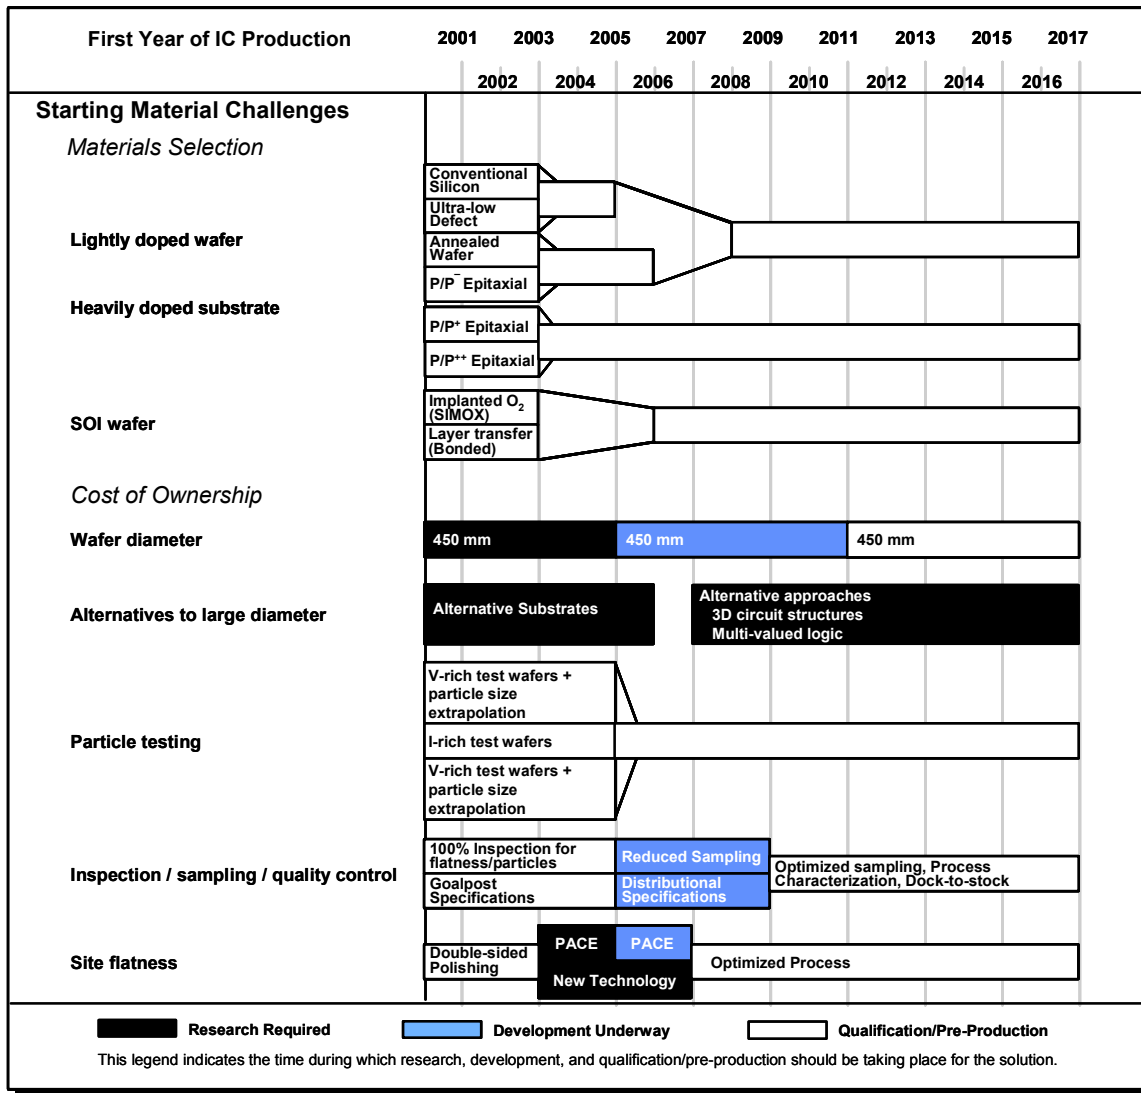 First Year of IC Production
2001 2003 2005 2007 2009 2011 2013 2015 2017
2002 2004 2006 2008 2010 2012 2014 2016
Starting Material Challenges
Materials Selection
Lightly doped wafer
Conventional
Silicon
Ultra-low
Defect
Annealed
Wafer
P/P⁻ Epitaxial
Heavily doped substrate
P/P⁺ Epitaxial
P/P⁺⁺ Epitaxial
SOI wafer
Implanted O₂
(SIMOX)
Layer transfer
(Bonded)
Cost of Ownership
Wafer diameter
450 mm 450 mm 450 mm
Alternatives to large diameter
Alternative Substrates
Alternative approaches
3D circuit structures
Multi-valued logic
Particle testing
V-rich test wafers +
particle size
extrapolation
I-rich test wafers
V-rich test wafers +
particle size
extrapolation
Inspection / sampling / quality control
100% Inspection for
flatness/particles
Goalpost
Specifications
Reduced Sampling
Distributional
Specifications
Optimized sampling, Process
Characterization, Dock-to-stock
Site flatness
Double-sided
Polishing
PACE PACE
New Technology
Optimized Process
Research Required Development Underway Qualification/Pre-Production
This legend indicates the time during which research, development, and qualification/pre-production should be taking place for the solution.